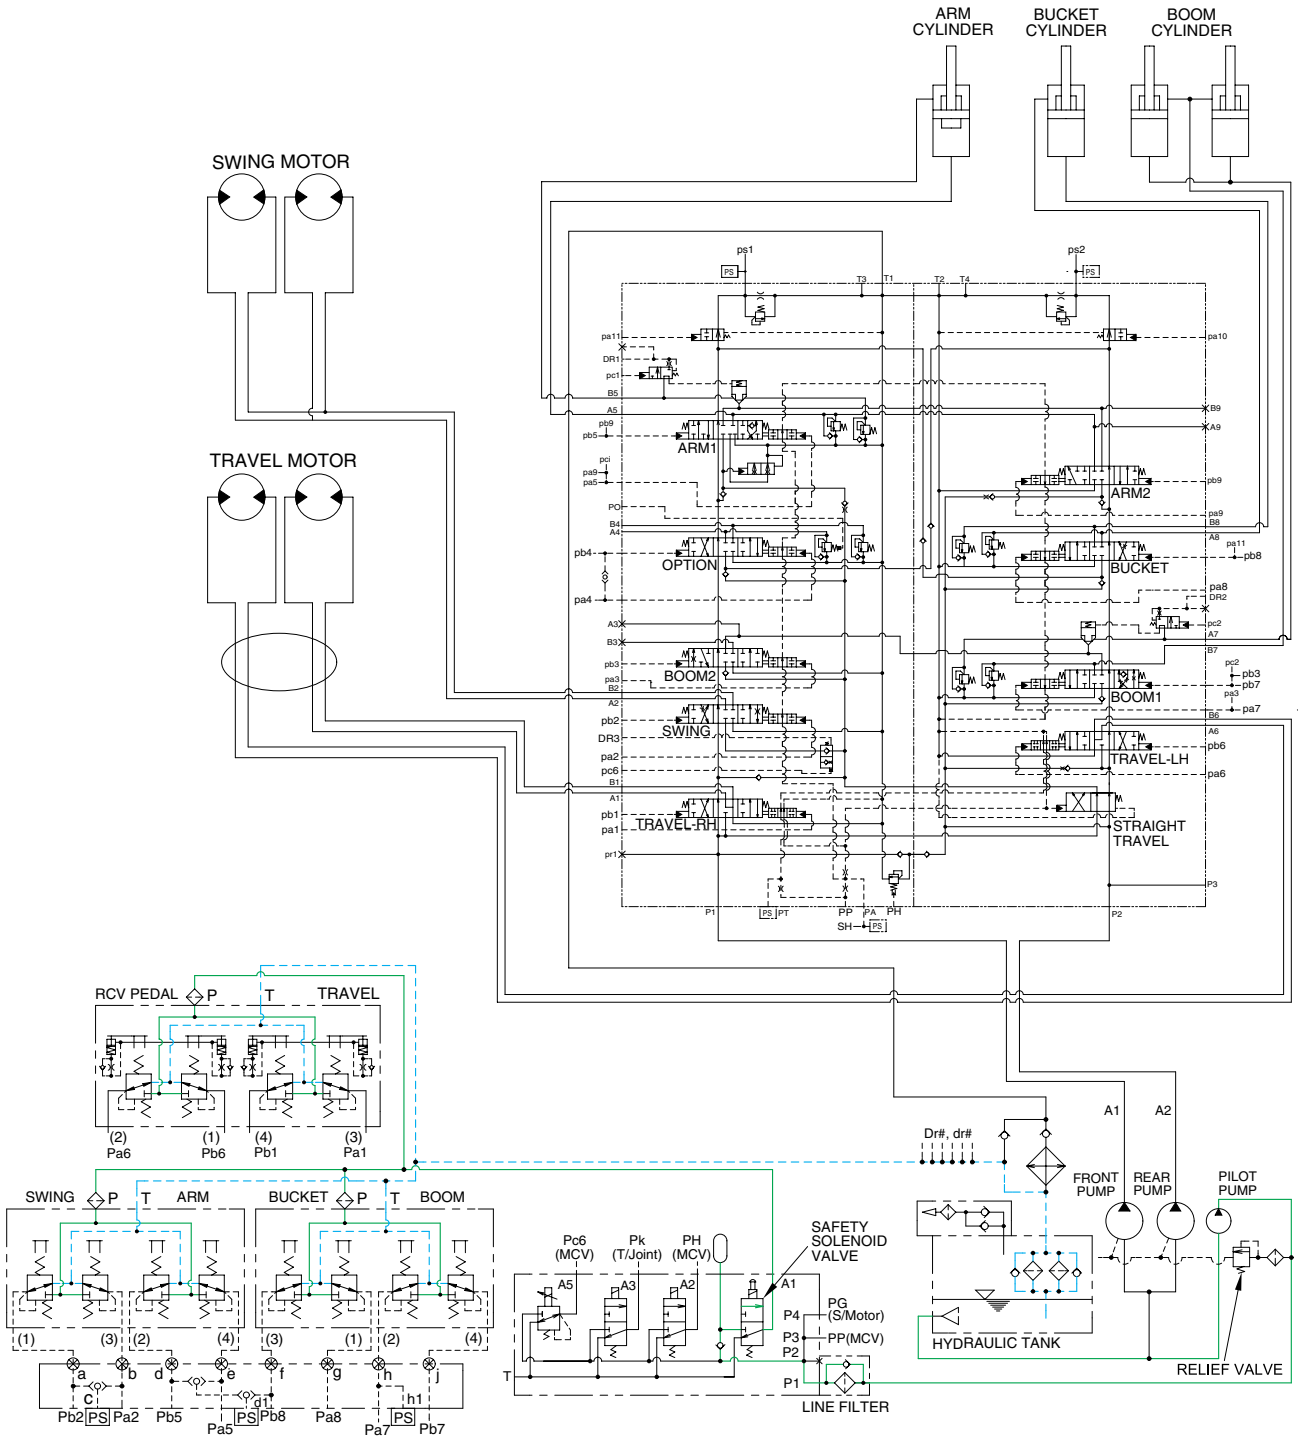 ARM
CYLINDER
BUCKET
CYLINDER
BOOM
CYLINDER
SWING MOTOR
TRAVEL MOTOR
ps1
PS
ps2
PS
T3
T1
T2
T4
pa11
DR1
pc1
B5
A5
pb9
pb5
ARM1
pci
pa9
pa5
PO
B4
A4
pb4
OPTION
pa4
A3
B3
pb3
BOOM2
pa3
B2
A2
pb2
SWING
DR3
pa2
pc6
B1
A1
pb1
TRAVEL-RH
pa1
pr1
pa10
B9
A9
pb9
ARM2
pa9
B8
A8
pa11
pb8
BUCKET
pa8
DR2
pc2
A7
B7
pc2
pb3
pb7
BOOM1
pa3
pa7
B6
A6
pb6
TRAVEL-LH
pa6
STRAIGHT
TRAVEL
P3
P1
PS
PT
PP
PA
PH
P2
SH
PS
RCV PEDAL
P
T
TRAVEL
(2)
(1)
(4)
(3)
Pa6
Pb6
Pb1
Pa1
SWING
P
T
ARM
BUCKET
P
T
BOOM
(1)
(3)
(2)
(4)
(3)
(1)
(2)
(4)
a
b
d
e
f
g
h
j
c
d1
h1
Pb2
PS
Pa2
Pb5
Pa5
PS
Pb8
Pa8
Pa7
PS
Pb7
A1
A2
Dr#, dr#
FRONT
PUMP
REAR
PUMP
PILOT
PUMP
SAFETY
SOLENOID
VALVE
Pc6
(MCV)
Pk
(T/Joint)
PH
(MCV)
A5
A3
A2
A1
PG
(S/Motor)
P4
P3
PP(MCV)
P2
T
P1
LINE FILTER
HYDRAULIC TANK
RELIEF VALVE